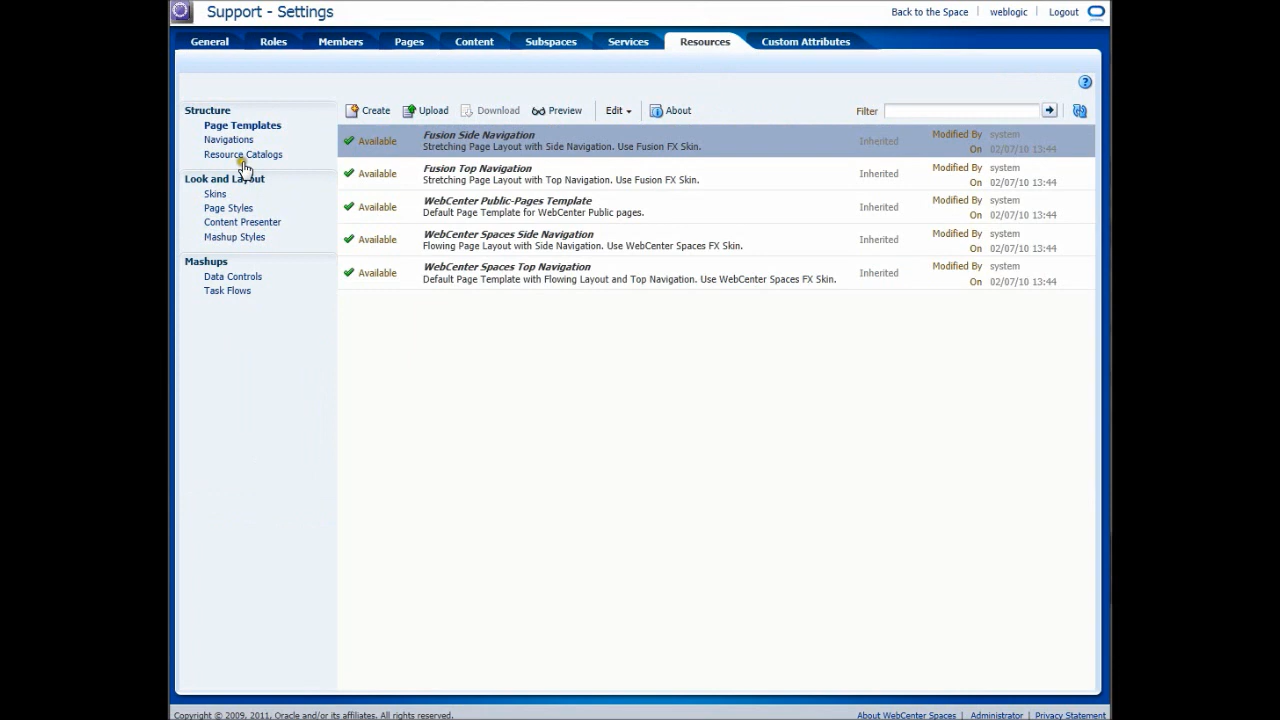 Support - Settings
Back to the Space
weblogic
Logout
General
Roles
Members
Pages
Content
Subspaces
Services
Resources
Custom Attributes
Structure
Page Templates
Navigations
Resource Catalogs
Look and Layout
Skins
Page Styles
Content Presenter
Mashup Styles
Mashups
Data Controls
Task Flows
Create
Upload
Download
Preview
Edit
About
Filter
Available
Fusion Side Navigation
Stretching Page Layout with Side Navigation. Use Fusion FX Skin.
Inherited
Modified By system
On 02/07/10 13:44
Available
Fusion Top Navigation
Stretching Page Layout with Top Navigation. Use Fusion FX Skin.
Inherited
Modified By system
On 02/07/10 13:44
Available
WebCenter Public-Pages Template
Default Page Template for WebCenter Public pages.
Inherited
Modified By system
On 02/07/10 13:44
Available
WebCenter Spaces Side Navigation
Flowing Page Layout with Side Navigation. Use WebCenter Spaces FX Skin.
Inherited
Modified By system
On 02/07/10 13:44
Available
WebCenter Spaces Top Navigation
Default Page Template with Flowing Layout and Top Navigation. Use WebCenter Spaces FX Skin.
Inherited
Modified By system
On 02/07/10 13:44
Copyright © 2009, 2011, Oracle and/or its affiliates. All rights reserved.
About WebCenter Spaces | Administrator | Privacy Statement